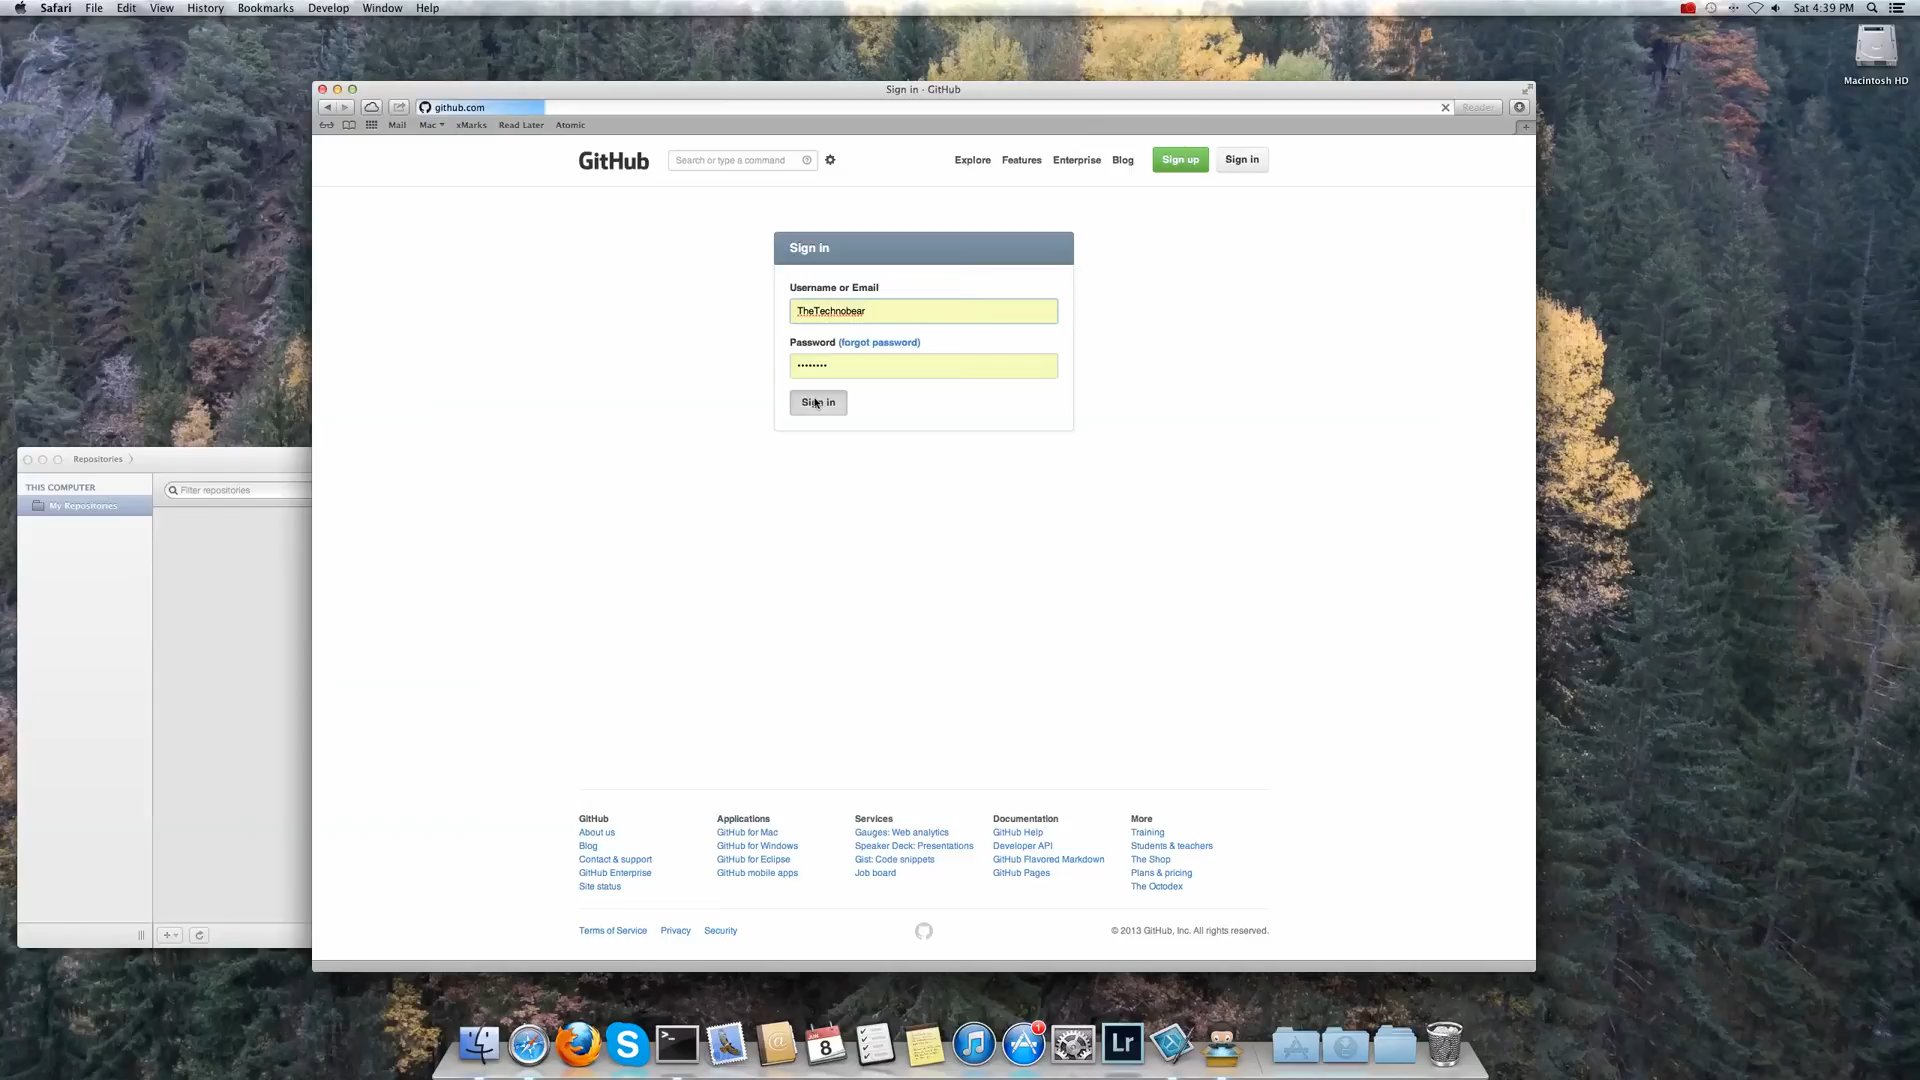 Safari File Edit View History Bookmarks Develop Window Help Sat 4:39 PM
Macintosh HD
Sign in · GitHub
github.com Reader
Mail Mac xMarks Read Later Atomic
GitHub Search or type a command Explore Features Enterprise Blog Sign up Sign in
Sign in
Username or Email
TheTechnobear
Password (forgot password)
••••••••
Sign in
Repositories
THIS COMPUTER
Filter repositories
My Repositories
GitHub Applications Services Documentation More
About us GitHub for Mac Gauges: Web analytics GitHub Help Training
Blog GitHub for Windows Speaker Deck: Presentations Developer API Students & teachers
Contact & support GitHub for Eclipse Gist: Code snippets GitHub Flavored Markdown The Shop
GitHub Enterprise GitHub mobile apps Job board GitHub Pages Plans & pricing
Site status The Octodex
Terms of Service Privacy Security © 2013 GitHub, Inc. All rights reserved.
8
1
Lr